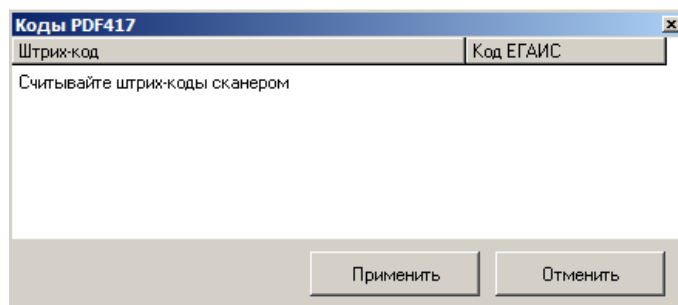 Коды PDF417
Штрих-код Код ЕГАИС
Считывайте штрих-коды сканером
Применить Отменить